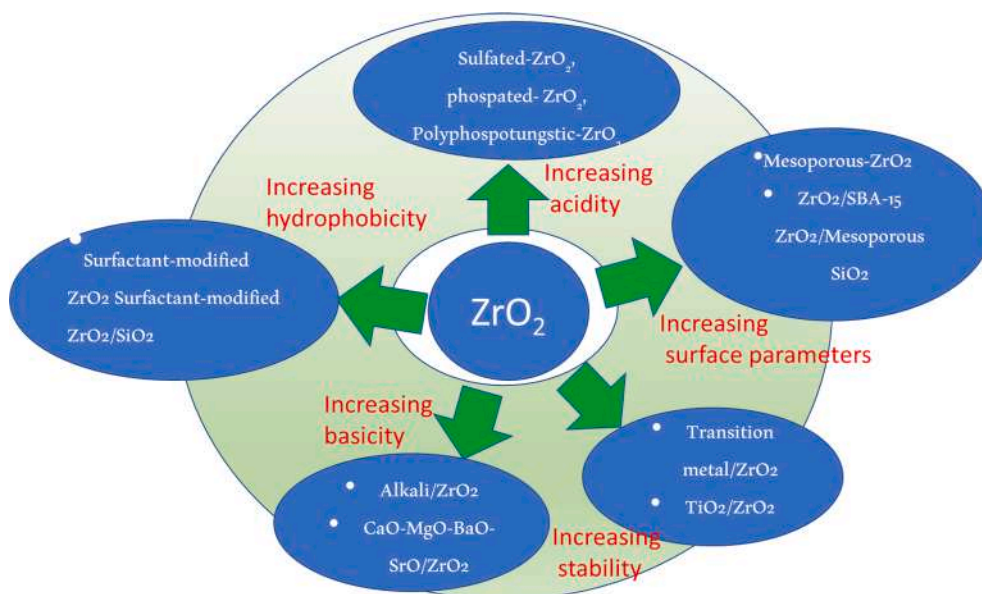 Sulfated-ZrO₂,
phospated- ZrO₂,
Polyphospotungstic-ZrO₂
Increasing
acidity
Increasing
hydrophobicity
• Mesoporous-ZrO2
• ZrO2/SBA-15
ZrO2/Mesoporous
SiO2
• Surfactant-modified
ZrO2 Surfactant-modified
ZrO2/SiO2
ZrO₂
Increasing
surface parameters
Increasing
basicity
• Transition
metal/ZrO2
• TiO2/ZrO2
• Alkali/ZrO2
• CaO-MgO-BaO-
SrO/ZrO2
Increasing
stability